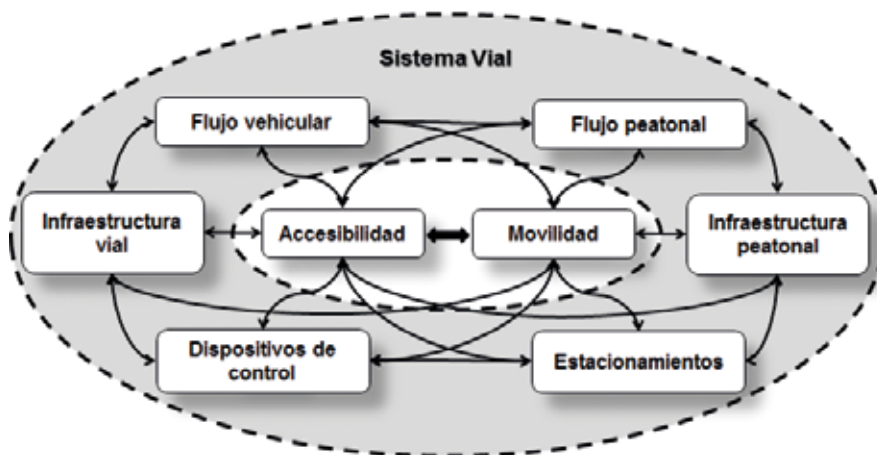 Sistema Vial
Flujo vehicular
Flujo peatonal
Infraestructura
vial
Accesibilidad
Movilidad
Infraestructura
peatonal
Dispositivos de
control
Estacionamientos